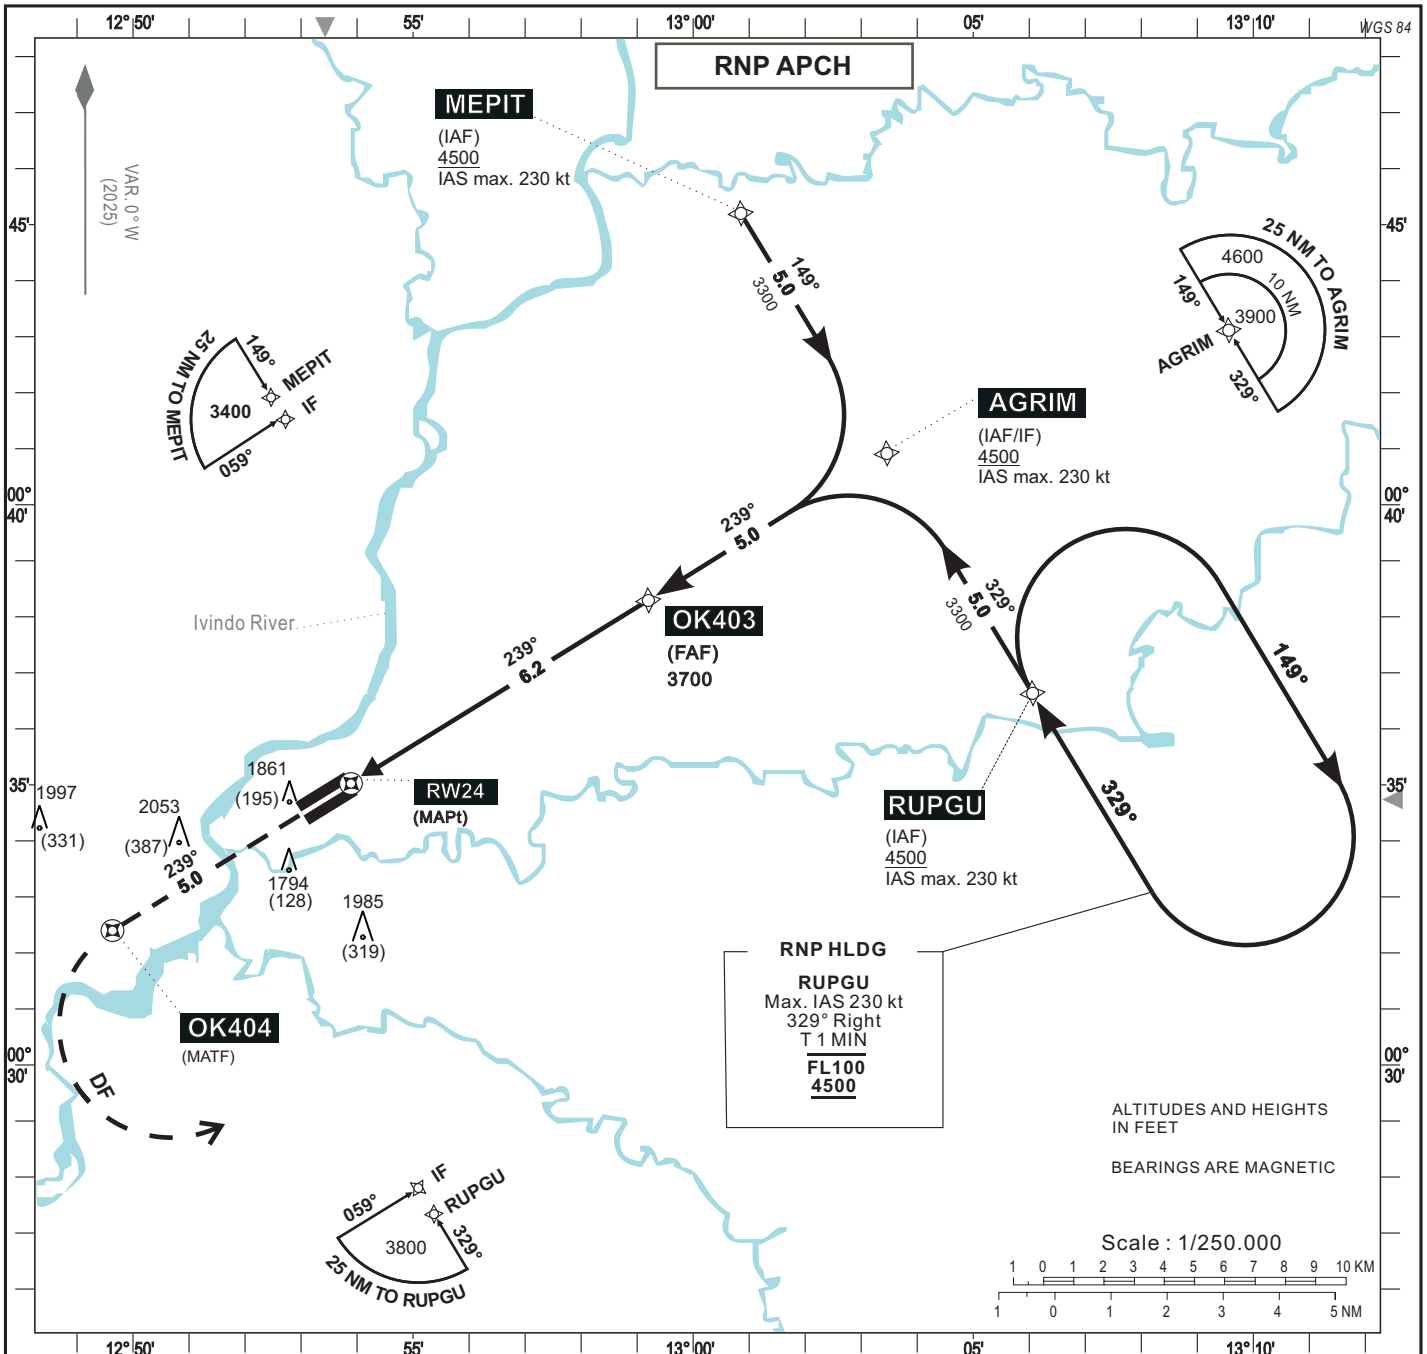 12°50'
55'
13°00'
05'
13°10'
WGS 84
RNP APCH
MEPIT
(IAF)
4500
IAS max. 230 kt
VAR. 0° W
(2025)
45'
45'
149°
5.0
3300
25 NM TO AGRIM
4600
10 NM
3900
149°
329°
AGRIM
25 NM TO MEPIT
149°
MEPIT
IF
3400
059°
AGRIM
(IAF/IF)
4500
IAS max. 230 kt
00°
40'
00°
40'
239°
5.0
OK403
(FAF)
3700
329°
5.0
3300
Ivindo River
239°
6.2
149°
329°
1861
(195)
RW24
(MAPt)
35'
35'
1997
(331)
2053
(387)
239°
5.0
1794
(128)
1985
(319)
RUPGU
(IAF)
4500
IAS max. 230 kt
RNP HLDG
RUPGU
Max. IAS 230 kt
329° Right
T 1 MIN
FL100
4500
OK404
(MATF)
00°
30'
00°
30'
DF
ALTITUDES AND HEIGHTS
IN FEET
BEARINGS ARE MAGNETIC
IF
RUPGU
059°
329°
3800
25 NM TO RUPGU
Scale : 1/250.000
1 0 1 2 3 4 5 6 7 8 9 10 KM
1 0 1 2 3 4 5 NM
12°50'
55'
13°00'
05'
13°10'